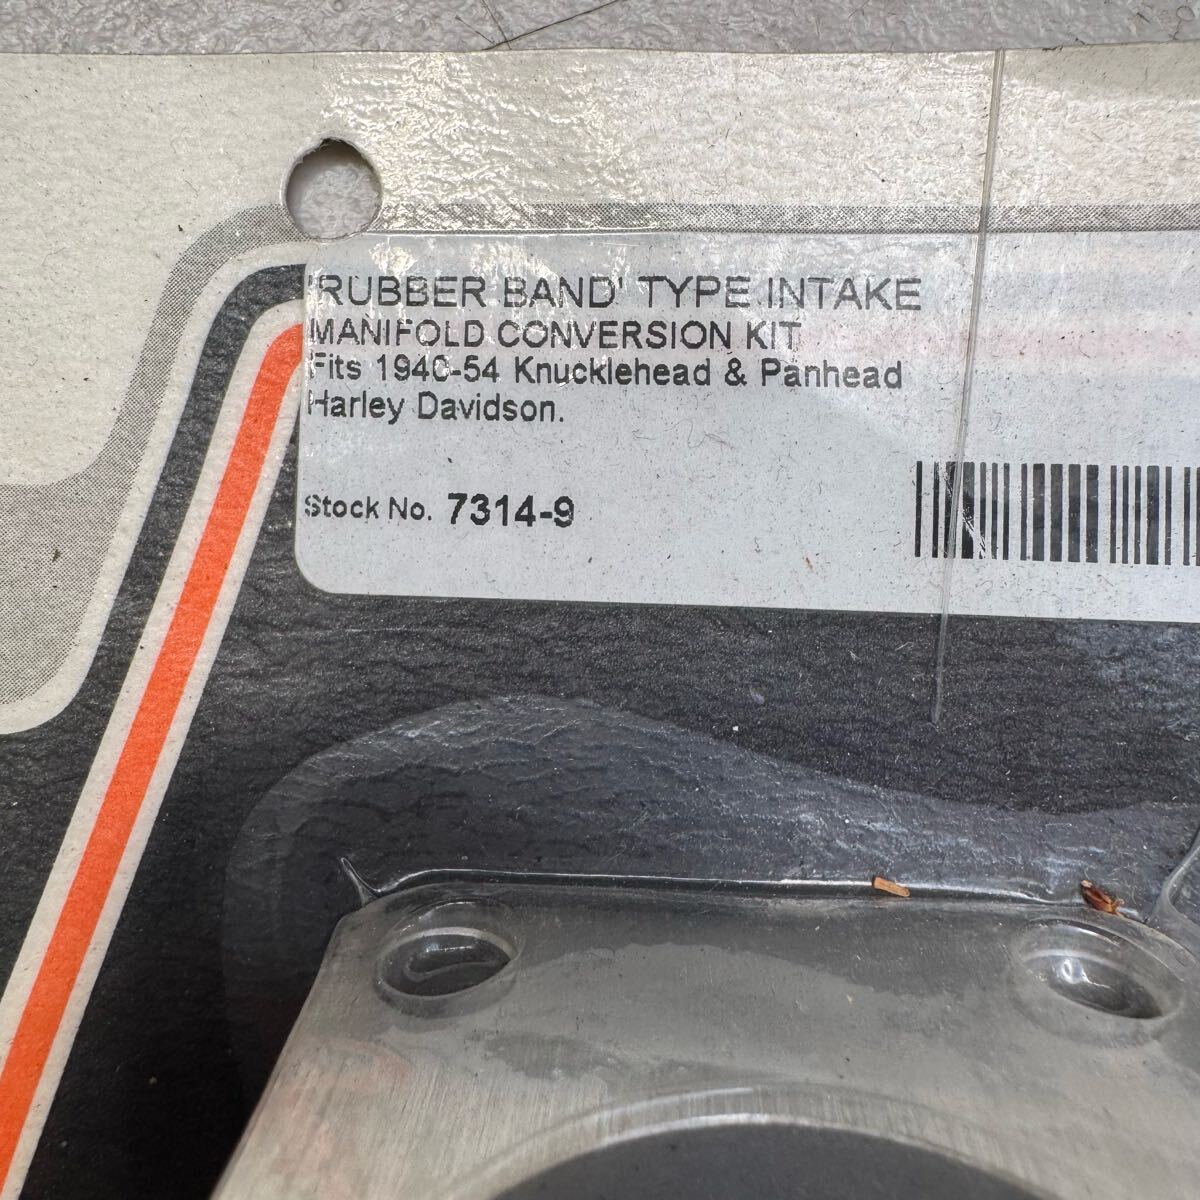 'RUBBER BAND' TYPE INTAKE
MANIFOLD CONVERSION KIT
Fits 1940-54 Knucklehead & Panhead
Harley Davidson.
Stock No. 7314-9